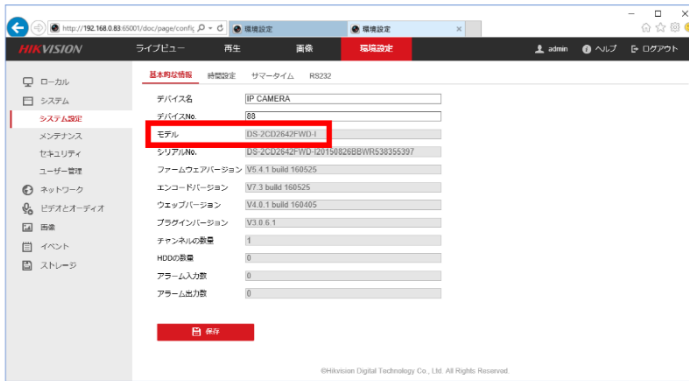 http://192.168.0.83:65001/doc/page/config
環境設定
環境設定
HIKVISION
ライブビュー 再生 画像 環境設定
admin ヘルプ ログアウト
ローカル
システム
システム設定
メンテナンス
セキュリティ
ユーザー管理
ネットワーク
ビデオとオーディオ
画像
イベント
ストレージ
基本的な情報 時間設定 サマータイム RS232
デバイス名 IP CAMERA
デバイスNo. 88
モデル DS-2CD2642FWD-I
シリアルNo. DS-2CD2642FWD-I20150826BBWR538355397
ファームウェアバージョン V5.4.1 build 160525
エンコードバージョン V7.3 build 160525
ウェッブバージョン V4.0.1 build 160405
プラグインバージョン V3.0.6.1
チャンネルの数量 1
HDDの数量 0
アラーム入力数 0
アラーム出力数 0
保存
©Hikvision Digital Technology Co., Ltd. All Rights Reserved.